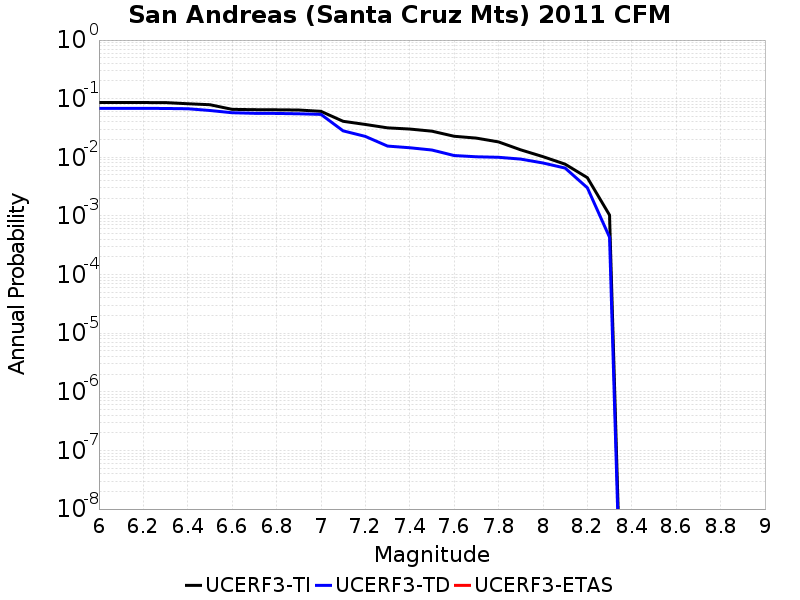 San Andreas (Santa Cruz Mts) 2011 CFM
10^0
10^-1
10^-2
10^-3
10^-4
10^-5
10^-6
10^-7
10^-8
Annual Probability
6 6.2 6.4 6.6 6.8 7 7.2 7.4 7.6 7.8 8 8.2 8.4 8.6 8.8 9
Magnitude
UCERF3-TI UCERF3-TD UCERF3-ETAS